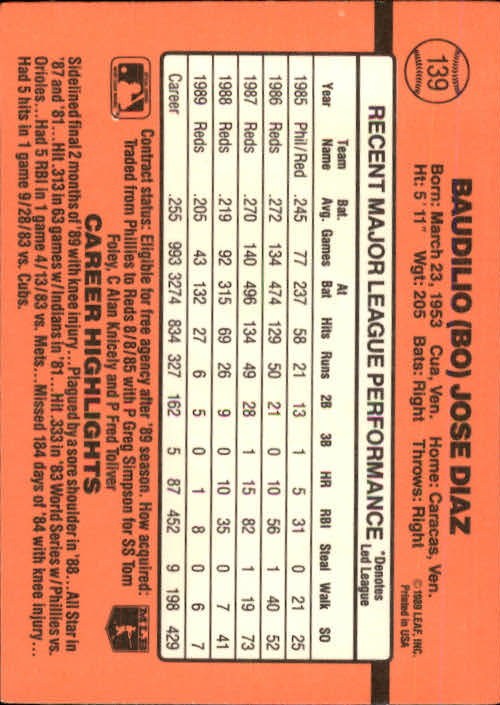 139
BAUDILIO (BO) JOSE DIAZ
Born: March 23, 1953 Cua, Ven. Home: Caracas, Ven.
Ht: 5'11" Wgt: 205 Bats: Right Throws: Right
©1989 LEAF, INC.
Printed in USA
RECENT MAJOR LEAGUE PERFORMANCE *Denotes Led League
Year Team Name Bat. Avg. Games At Bat Hits Runs 2B 3B HR RBI Steal Walk SO
1985 Phil/Red .245 77 237 58 21 13 1 5 31 0 21 25
1986 Reds .272 134 474 129 50 21 0 10 56 1 40 52
1987 Reds .270 140 496 134 49 28 1 15 82 1 19 73
1988 Reds .219 92 315 69 26 9 0 10 35 0 7 41
1989 Reds .205 43 132 27 6 5 0 1 8 0 6 7
Career .255 993 3274 834 327 162 5 87 452 9 198 429
Contract status: Eligible for free agency after '89 season. How acquired:
Traded from Phillies to Reds 8/8/85 with P Greg Simpson for SS Tom
Foley, C Alan Knicely and P Fred Toliver
MLB
CAREER HIGHLIGHTS
Sidelined final 2 months of '89 with knee injury...Plagued by a sore shoulder in '88...All Star in
'87 and '81...Hit .313 in 63 games w/Indians in '81...Hit .333 in '83 World Series w/Phillies vs.
Orioles...Had 5 RBI in 1 game 4/13/83 vs. Mets...Missed 184 days of '84 with knee injury...
Had 5 hits in 1 game 9/28/83 vs. Cubs.